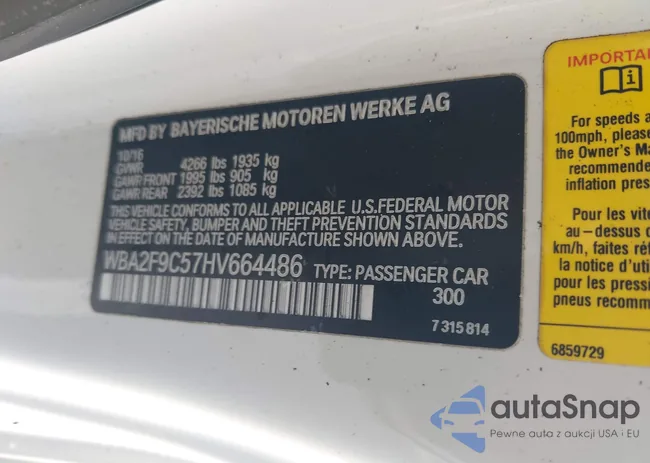 MFD BY BAYERISCHE MOTOREN WERKE AG
10/16
GVWR 4266 lbs 1935 kg
GAWR FRONT 1995 lbs 905 kg
GAWR REAR 2392 lbs 1085 kg
THIS VEHICLE CONFORMS TO ALL APPLICABLE U.S.FEDERAL MOTOR
VEHICLE SAFETY, BUMPER AND THEFT PREVENTION STANDARDS
IN EFFECT ON THE DATE OF MANUFACTURE SHOWN ABOVE.
WBA2F9C57HV664486 TYPE: PASSENGER CAR
300
7 315 814
IMPORTA
For speeds a
100mph, please
the Owner's Ma
recommende
inflation pres
Pour les vite
au-dessus d
km/h, faites réfé
la notice d'uti
pour les pressi
pneus recomm
6859729
autaSnap
Pewne auta z aukcji USA i EU